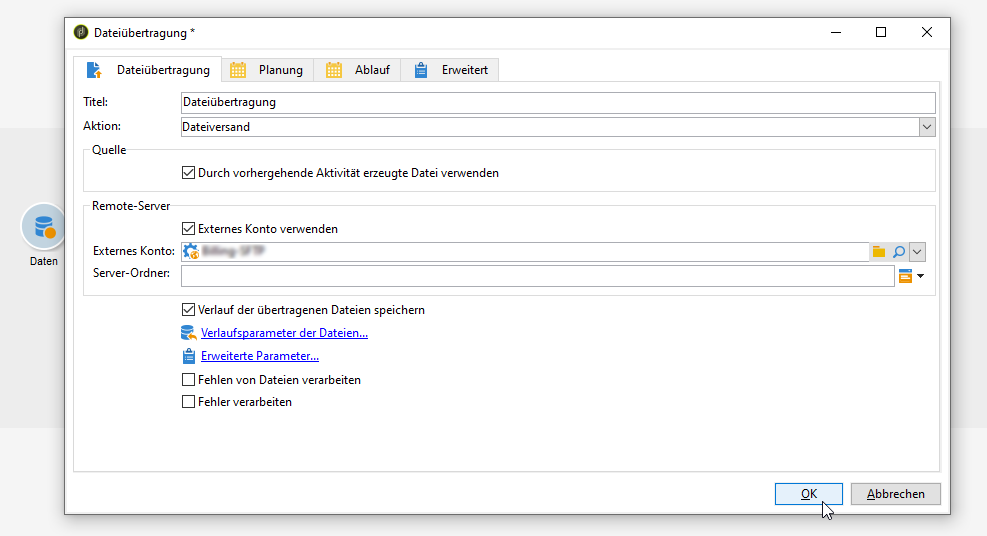 Dateiübertragung *
Dateiübertragung Planung Ablauf Erweitert
Titel: Dateiübertragung
Aktion: Dateiversand
Quelle
Durch vorhergehende Aktivität erzeugte Datei verwenden
Remote-Server
Externes Konto verwenden
Externes Konto:
Server-Ordner:
Daten
Verlauf der übertragenen Dateien speichern
Verlaufsparameter der Dateien...
Erweiterte Parameter...
Fehlen von Dateien verarbeiten
Fehler verarbeiten
OK Abbrechen